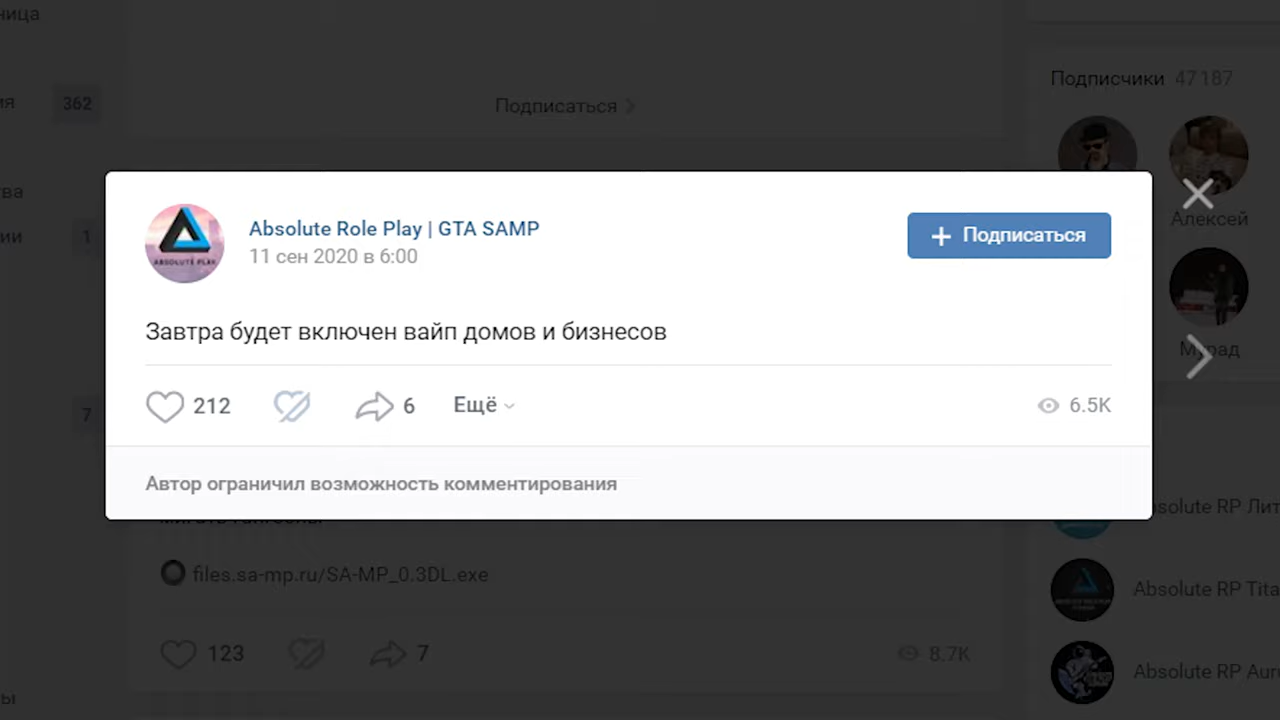 ница
Подписчики 47 187
ия
362
Подписаться
ва
Absolute Role Play | GTA SAMP
Подписаться
Алексей
ии
1
11 сен 2020 в 6:00
ABSOLUTE PLAY
Завтра будет включен вайп домов и бизнесов
Мурад
7
212
6
Ещё
6.5K
Автор ограничил возможность комментирования
solute RP Лит
files.sa-mp.ru/SA-MP_0.3DL.exe
Absolute RP Tita
123
7
8.7K
Absolute RP Aur
ы